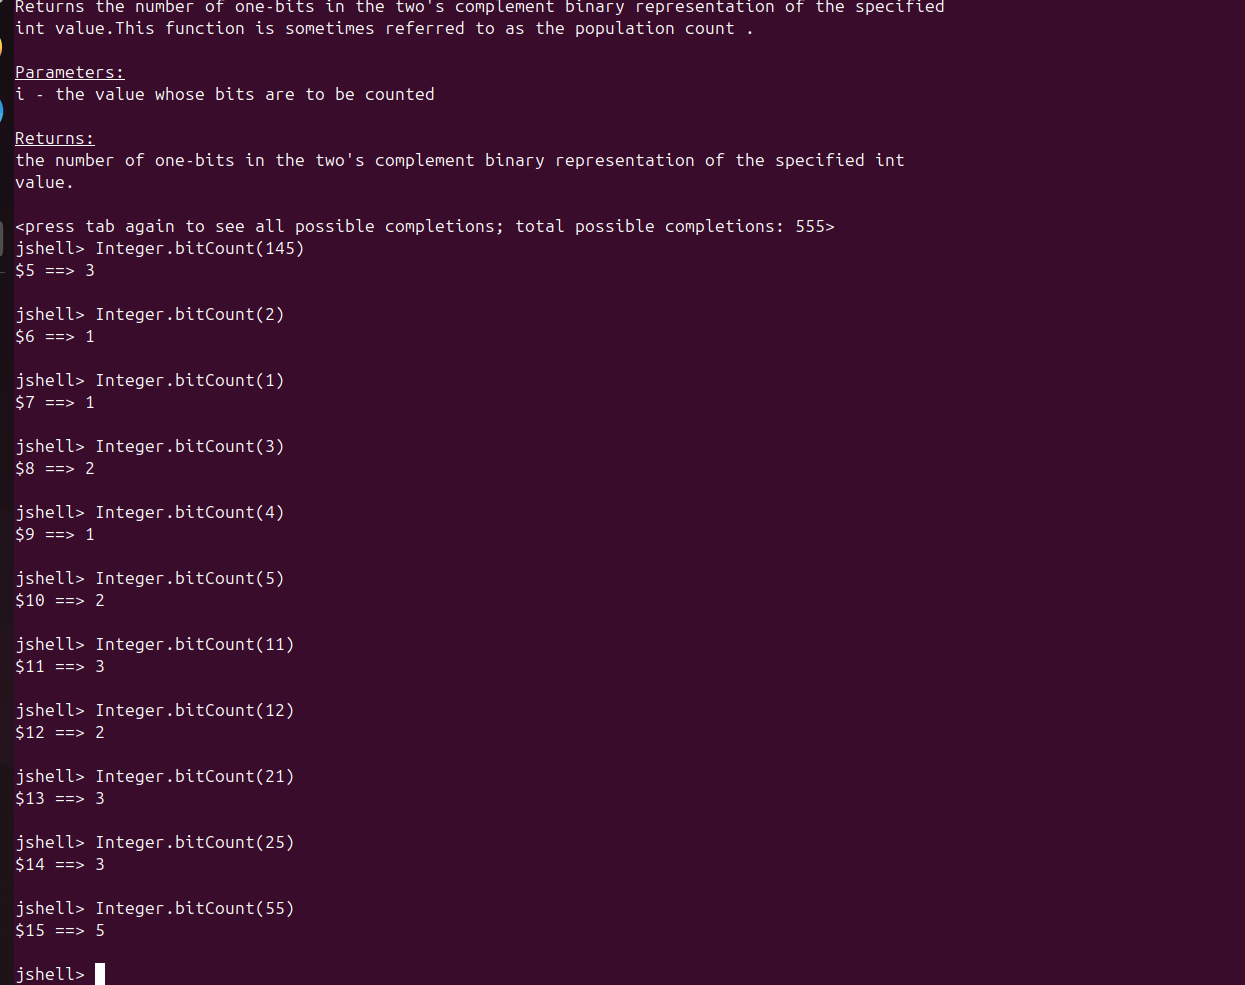 Returns the number of one-bits in the two's complement binary representation of the specified
int value.This function is sometimes referred to as the population count .
Parameters:
i - the value whose bits are to be counted
Returns:
the number of one-bits in the two's complement binary representation of the specified int
value.
<press tab again to see all possible completions; total possible completions: 555>
jshell> Integer.bitCount(145)
$5 ==> 3
jshell> Integer.bitCount(2)
$6 ==> 1
jshell> Integer.bitCount(1)
$7 ==> 1
jshell> Integer.bitCount(3)
$8 ==> 2
jshell> Integer.bitCount(4)
$9 ==> 1
jshell> Integer.bitCount(5)
$10 ==> 2
jshell> Integer.bitCount(11)
$11 ==> 3
jshell> Integer.bitCount(12)
$12 ==> 2
jshell> Integer.bitCount(21)
$13 ==> 3
jshell> Integer.bitCount(25)
$14 ==> 3
jshell> Integer.bitCount(55)
$15 ==> 5
jshell>